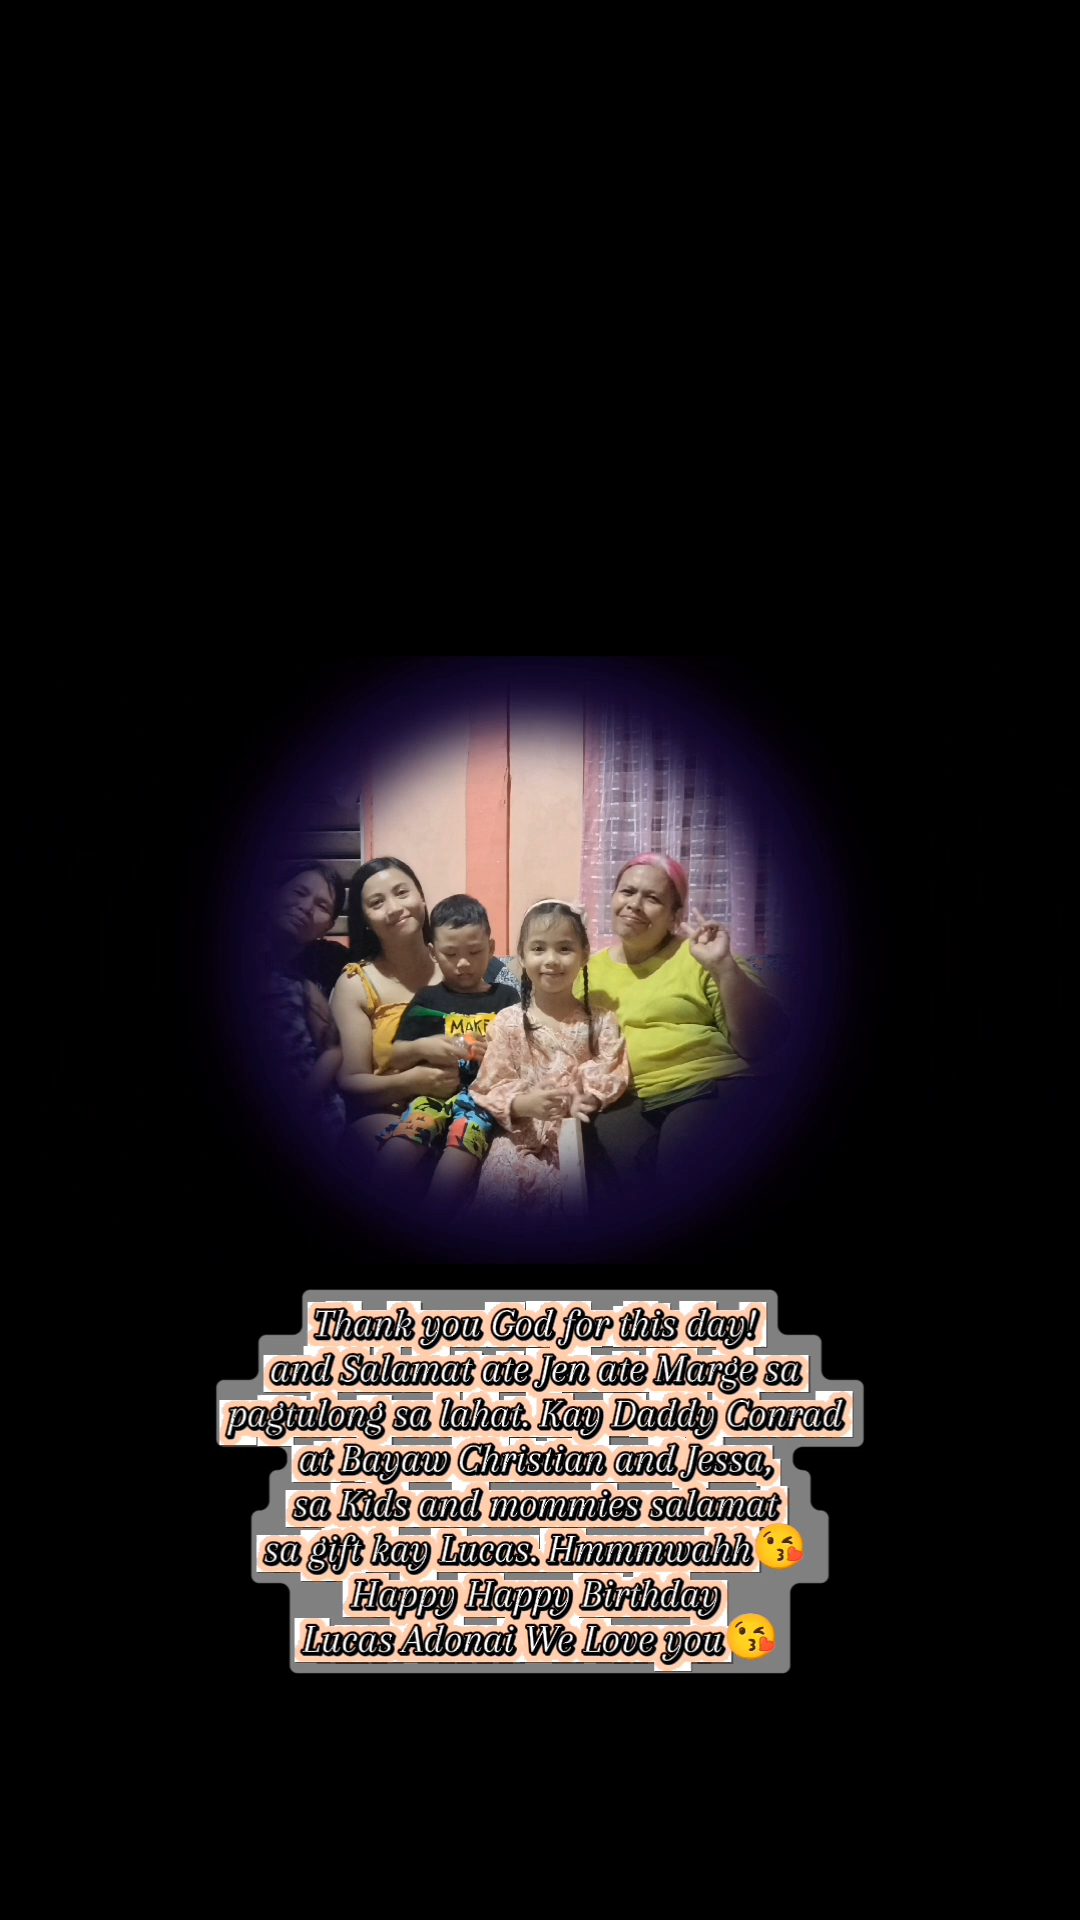 MAKE
Thank you God for this day!
and Salamat ate Jen ate Marge sa
pagtulong sa lahat. Kay Daddy Conrad
at Bayaw Christian and Jessa,
sa Kids and mommies salamat
sa gift kay Lucas. Hmmmwahh😘
Happy Happy Birthday
Lucas Adonai We Love you😘